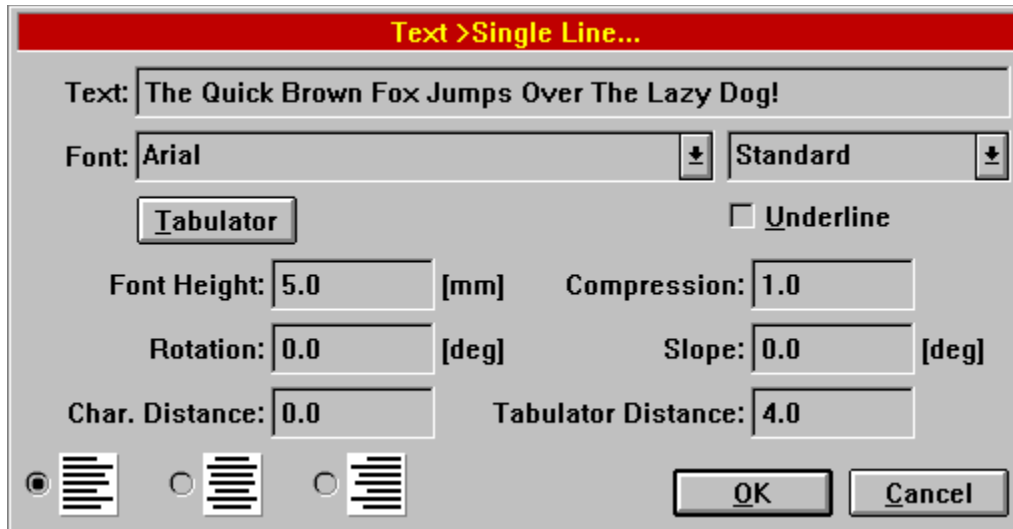 Text >Single Line...
Text: The Quick Brown Fox Jumps Over The Lazy Dog!
Font: Arial Standard
Tabulator Underline
Font Height: 5.0 [mm] Compression: 1.0
Rotation: 0.0 [deg] Slope: 0.0 [deg]
Char. Distance: 0.0 Tabulator Distance: 4.0
OK Cancel